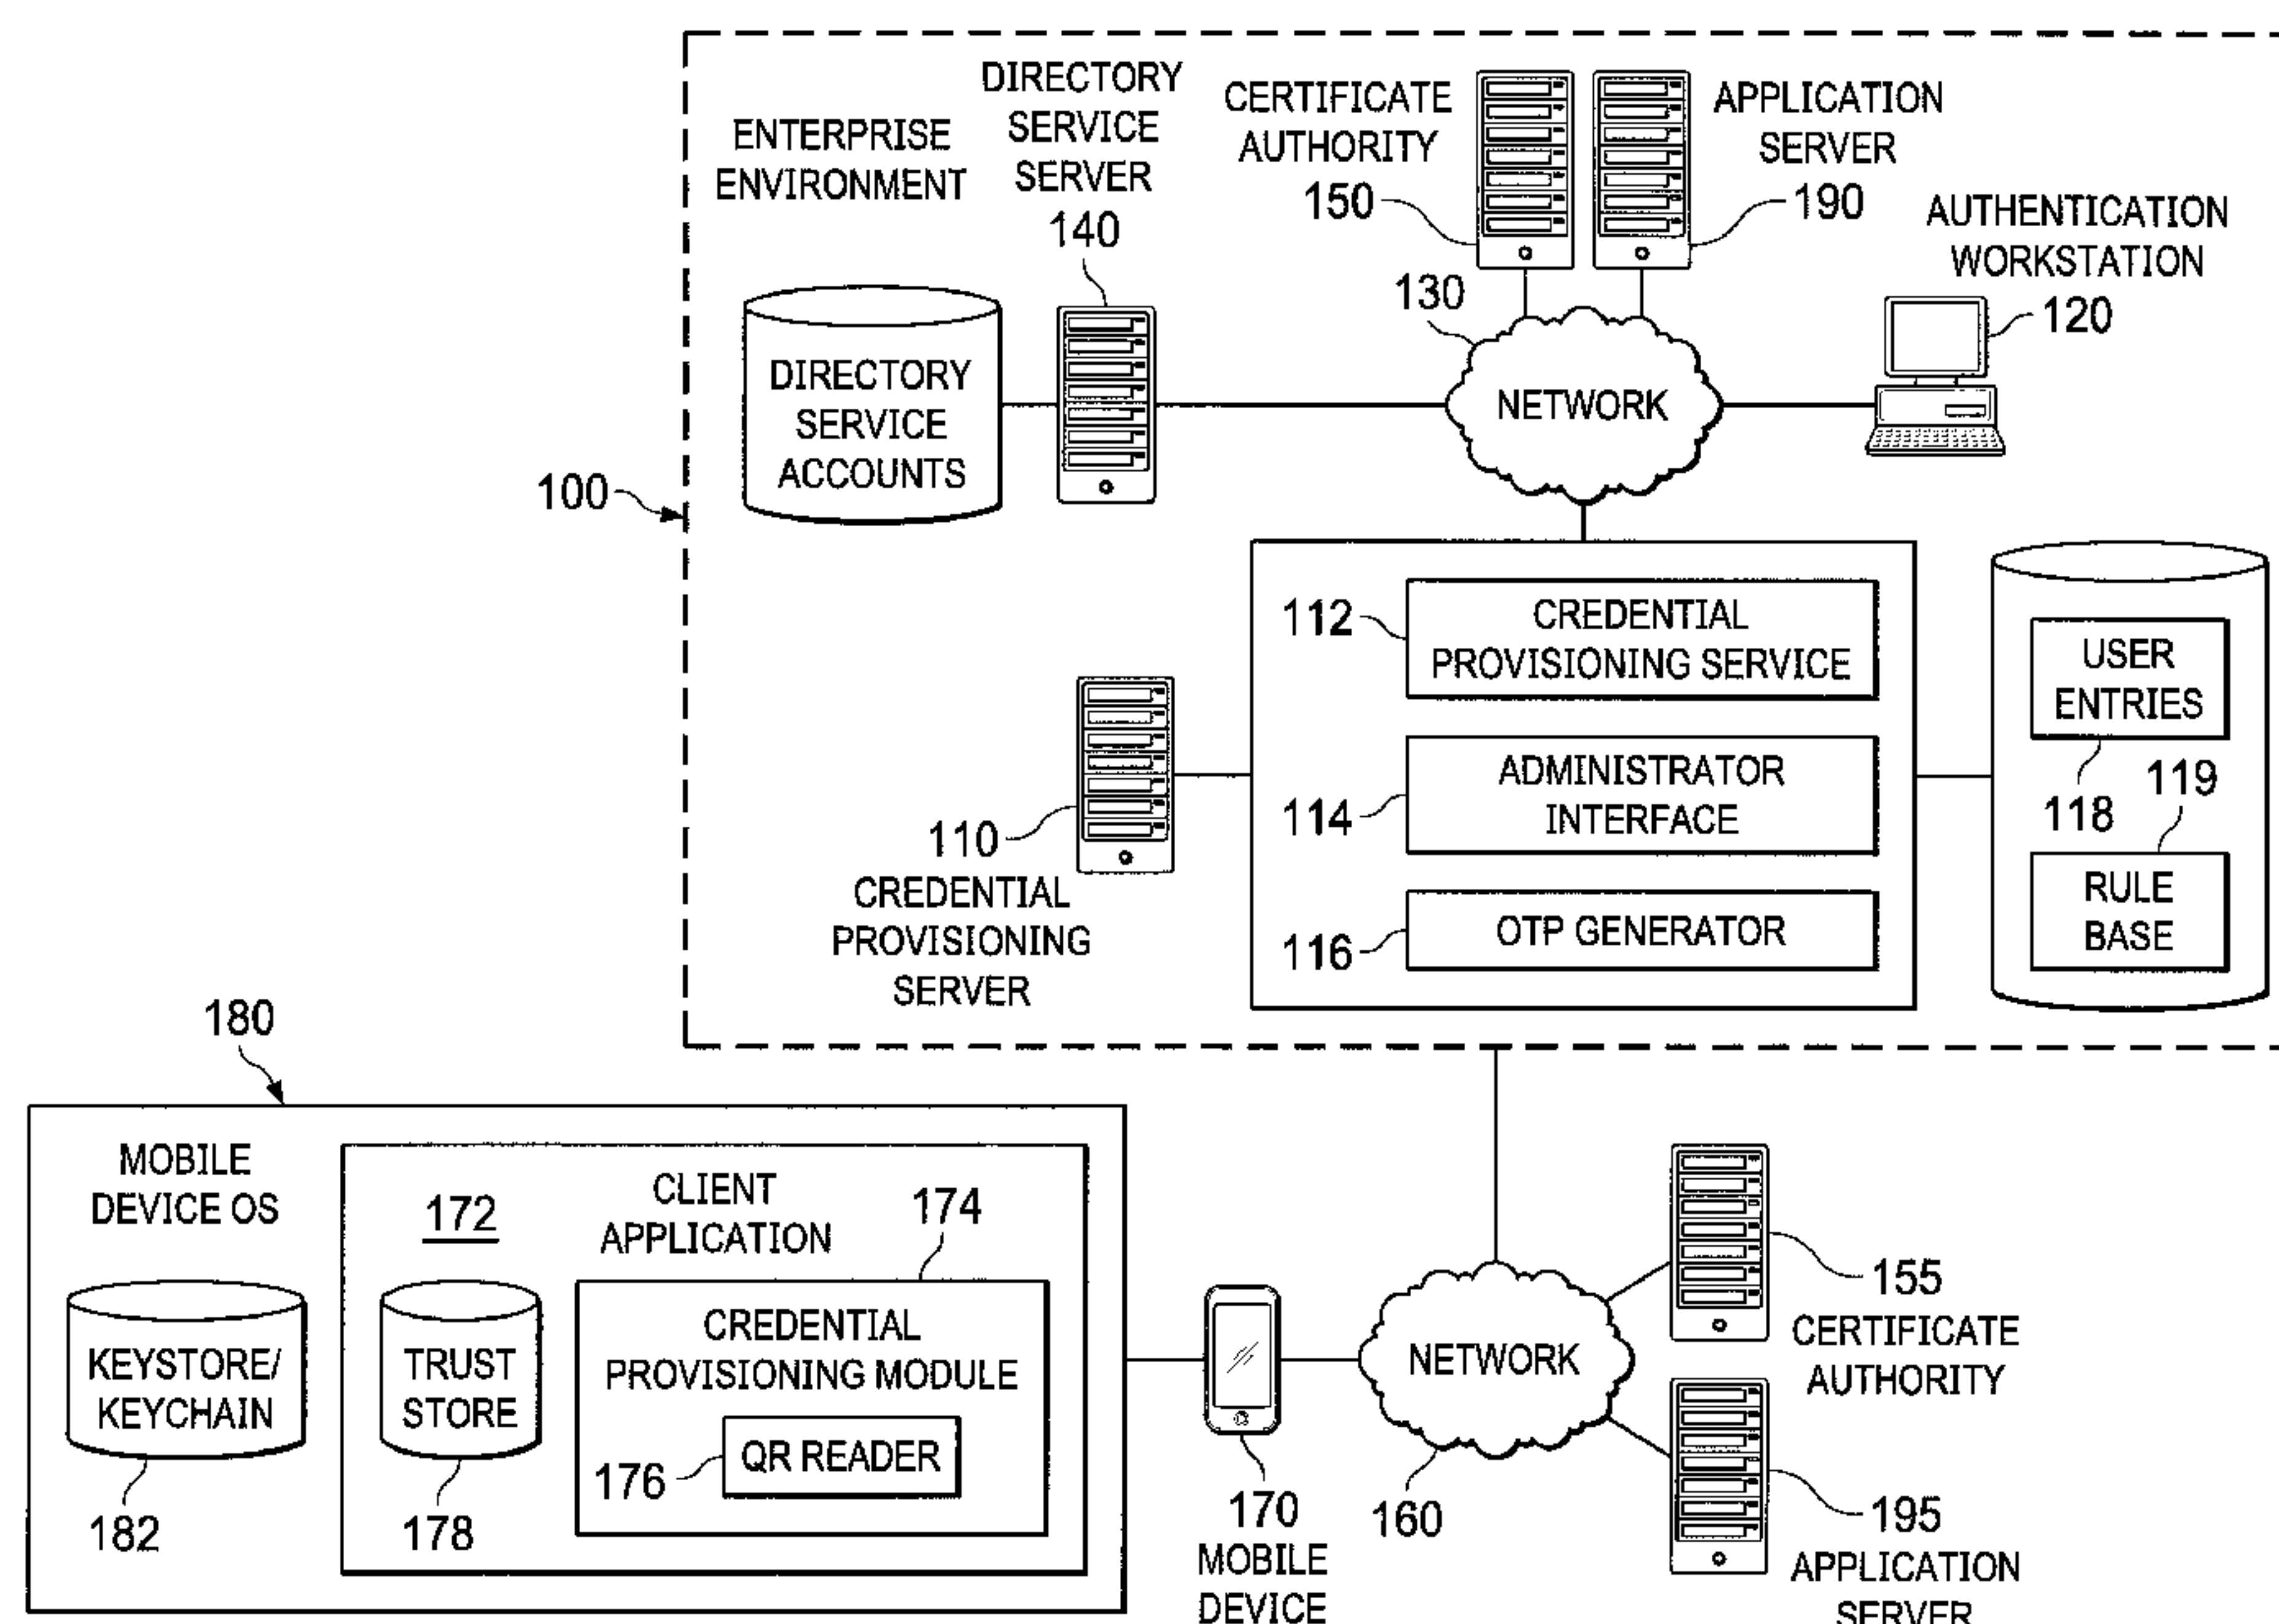 ENTERPRISE
ENVIRONMENT
DIRECTORY
SERVICE
SERVER
140
CERTIFICATE
AUTHORITY
150
APPLICATION
SERVER
190
AUTHENTICATION
WORKSTATION
120
130
NETWORK
DIRECTORY
SERVICE
ACCOUNTS
100
112
CREDENTIAL
PROVISIONING SERVICE
114
ADMINISTRATOR
INTERFACE
116
OTP GENERATOR
USER
ENTRIES
118
119
RULE
BASE
110
CREDENTIAL
PROVISIONING
SERVER
180
MOBILE
DEVICE OS
172
CLIENT
APPLICATION
174
KEYSTORE/
KEYCHAIN
182
TRUST
STORE
178
CREDENTIAL
PROVISIONING MODULE
176
QR READER
170
MOBILE
DEVICE
NETWORK
160
155
CERTIFICATE
AUTHORITY
195
APPLICATION
SERVER